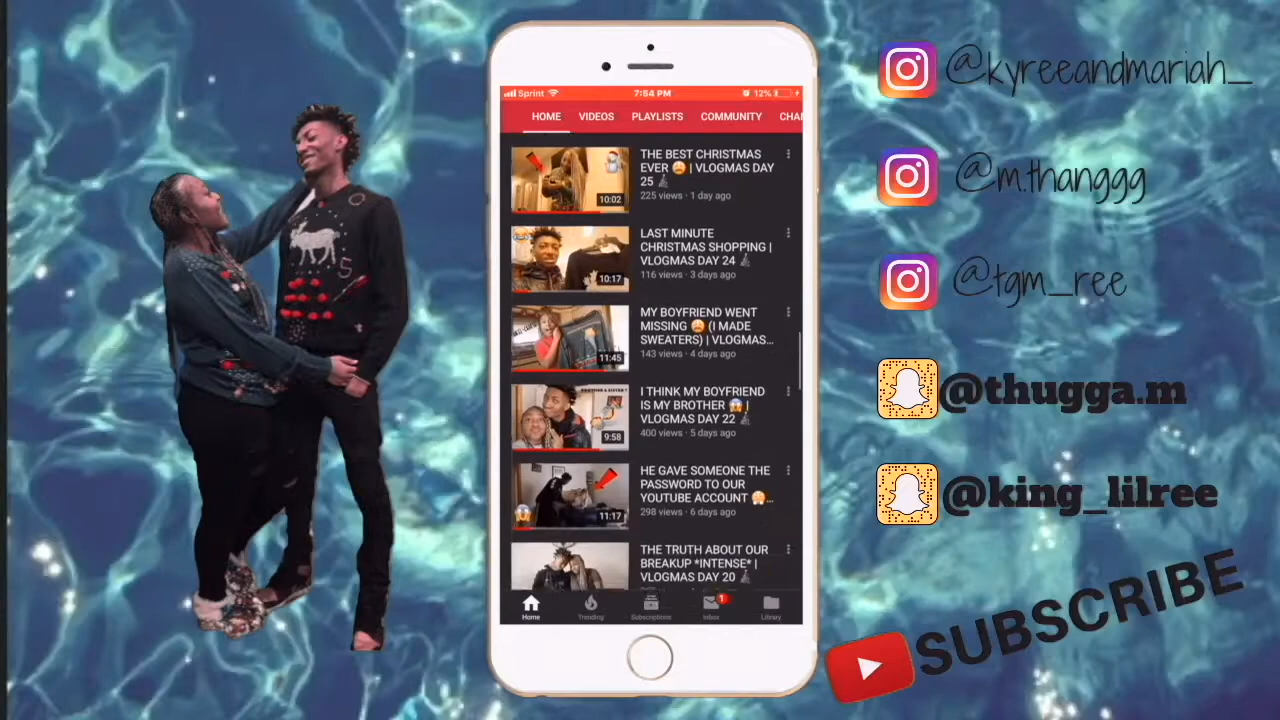 Sprint
7:54 PM
12%
HOME VIDEOS PLAYLISTS COMMUNITY CHAN
THE BEST CHRISTMAS
EVER 😩 | VLOGMAS DAY
25
225 views · 1 day ago
10:02
LAST MINUTE
CHRISTMAS SHOPPING |
VLOGMAS DAY 24
116 views · 3 days ago
10:17
MY BOYFRIEND WENT
MISSING 😩 (I MADE
SWEATERS) | VLOGMAS...
143 views · 4 days ago
11:45
I THINK MY BOYFRIEND
IS MY BROTHER 😱 |
VLOGMAS DAY 22
400 views · 5 days ago
9:58
HE GAVE SOMEONE THE
PASSWORD TO OUR
YOUTUBE ACCOUNT 😤...
298 views · 6 days ago
11:17
THE TRUTH ABOUT OUR
BREAKUP *INTENSE* |
VLOGMAS DAY 20
1
Home Trending Subscriptions Inbox Library
@kyreeandmariah_
@m.thanggg
@tgm_ree
@thugga.m
@king_lilree
SUBSCRIBE